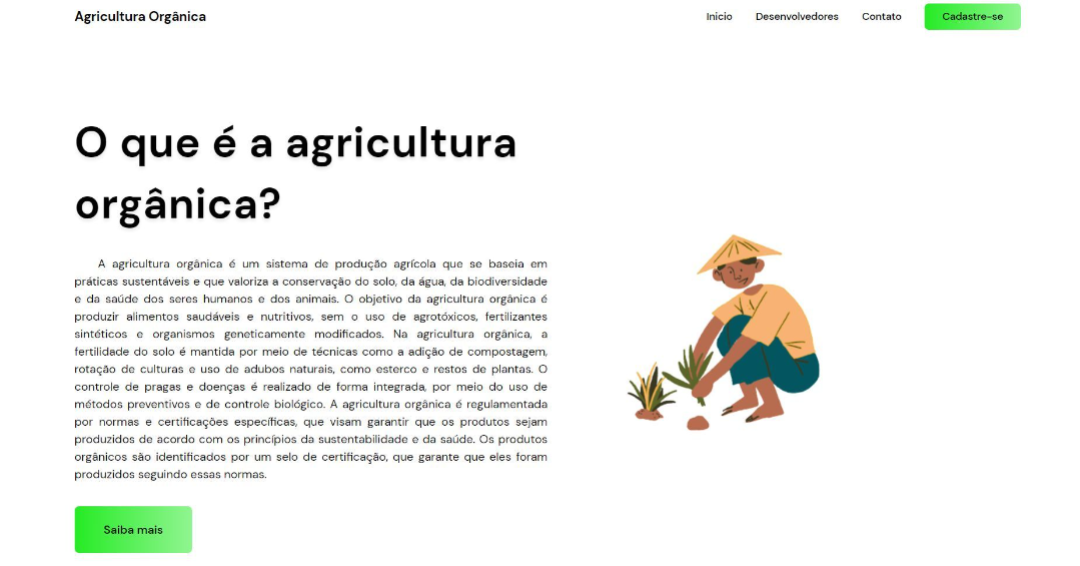 Agricultura Orgânica
Inicio
Desenvolvedores
Contato
Cadastre-se
O que é a agricultura
orgânica?
A agricultura orgânica é um sistema de produção agrícola que se baseia em
práticas sustentáveis e que valoriza a conservação do solo, da água, da biodiversidade
e da saúde dos seres humanos e dos animais. O objetivo da agricultura orgânica é
produzir alimentos saudáveis e nutritivos, sem o uso de agrotóxicos, fertilizantes
sintéticos e organismos geneticamente modificados. Na agricultura orgânica, a
fertilidade do solo é mantida por meio de técnicas como a adição de compostagem,
rotação de culturas e uso de adubos naturais, como esterco e restos de plantas. O
controle de pragas e doenças é realizado de forma integrada, por meio do uso de
métodos preventivos e de controle biológico. A agricultura orgânica é regulamentada
por normas e certificações específicas, que visam garantir que os produtos sejam
produzidos de acordo com os princípios da sustentabilidade e da saúde. Os produtos
orgânicos são identificados por um selo de certificação, que garante que eles foram
produzidos seguindo essas normas.
Saiba mais